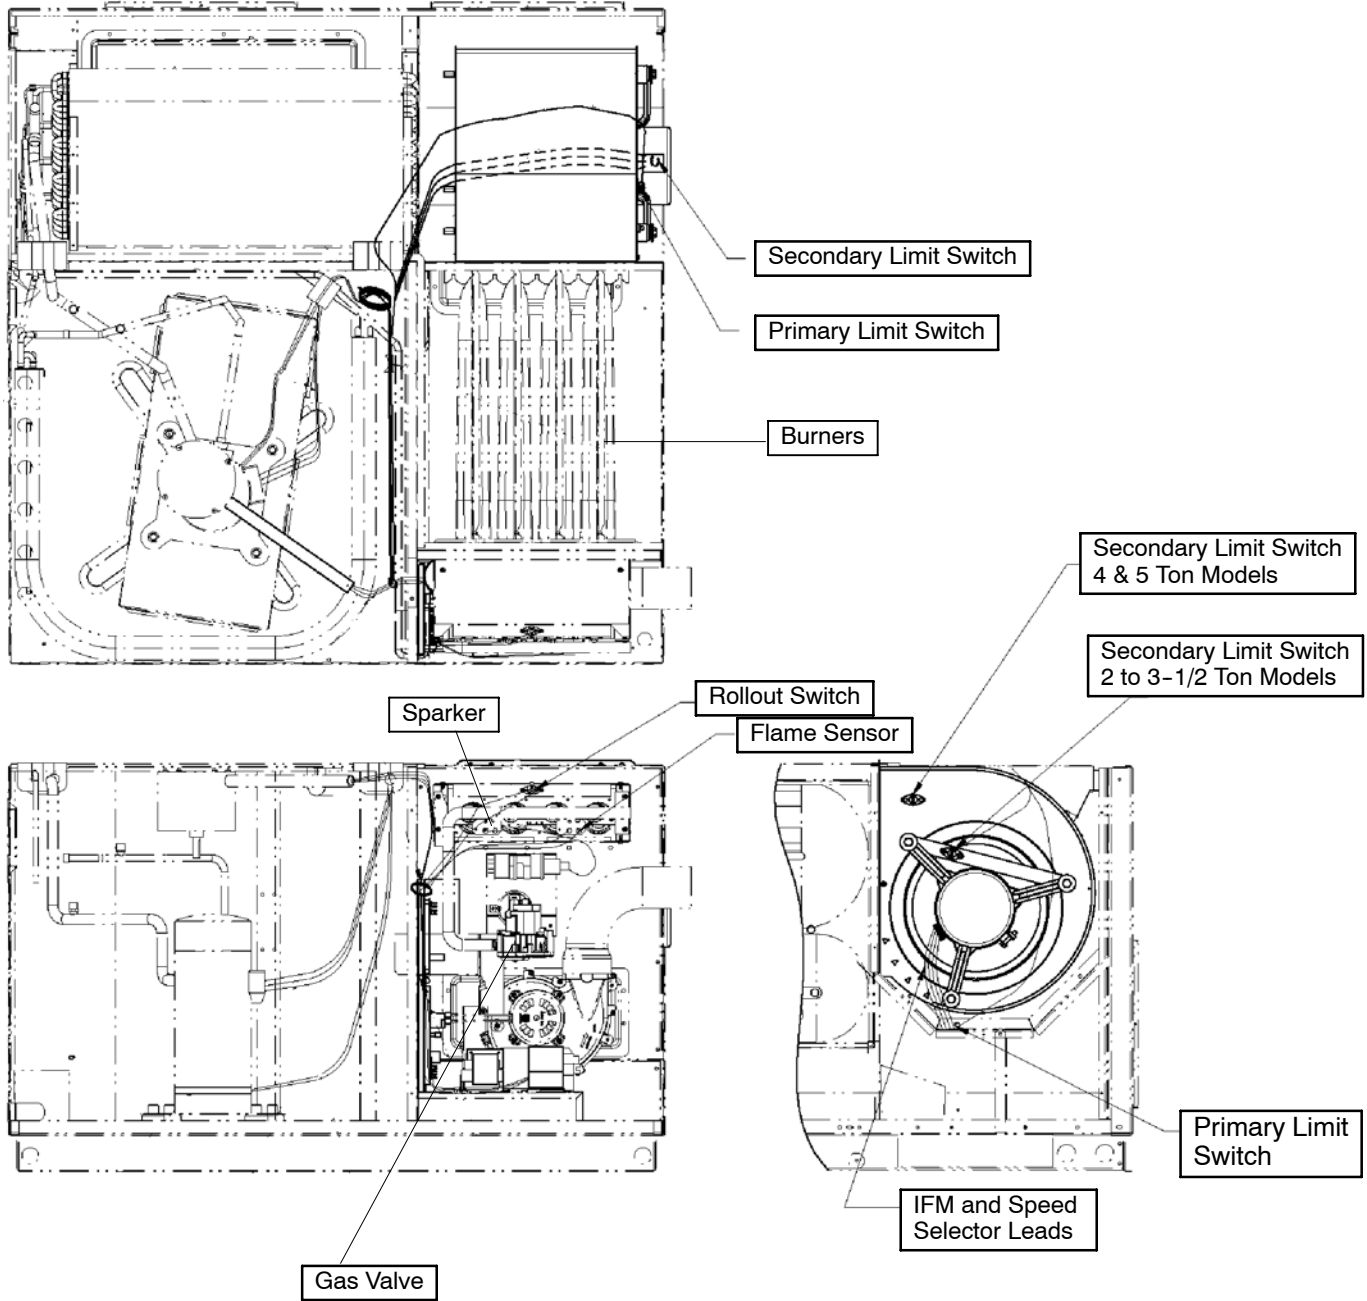 Secondary Limit Switch
Primary Limit Switch
Burners
Secondary Limit Switch
4 & 5 Ton Models
Secondary Limit Switch
2 to 3-1/2 Ton Models
Rollout Switch
Sparker
Flame Sensor
Primary Limit
Switch
IFM and Speed
Selector Leads
Gas Valve